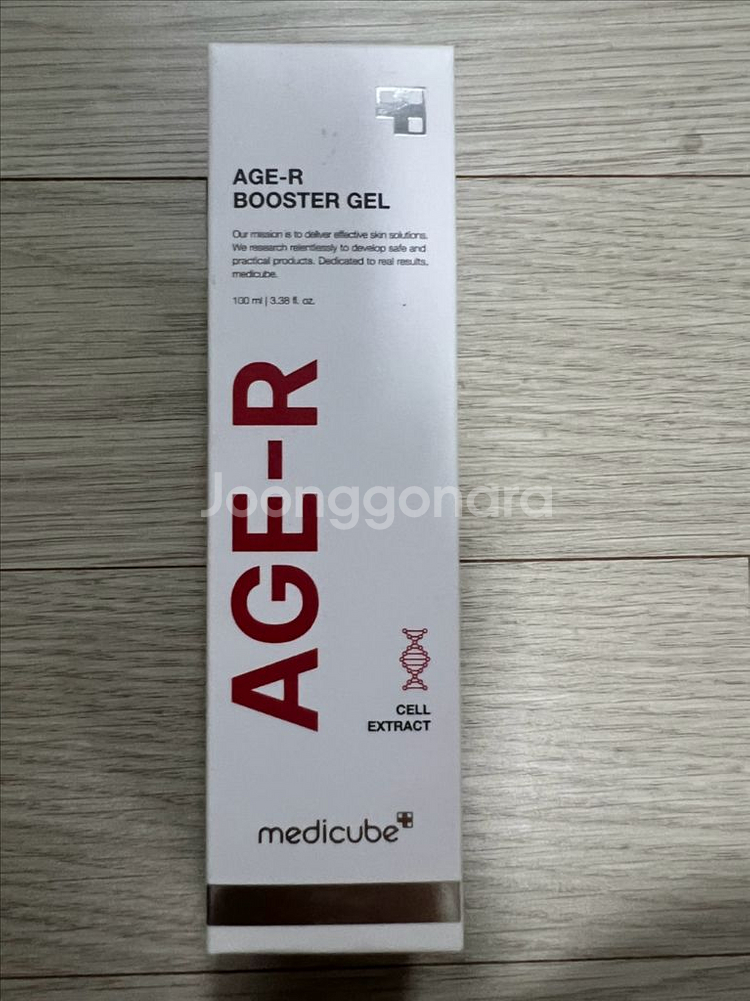 AGE-R
BOOSTER GEL
Our mission is to deliver effective skin solutions.
We research relentlessly to develop safe and
practical products. Dedicated to real results,
medicube.
100 ml | 3.38 fl. oz.
AGE-R
Joonggonara
CELL
EXTRACT
medicube